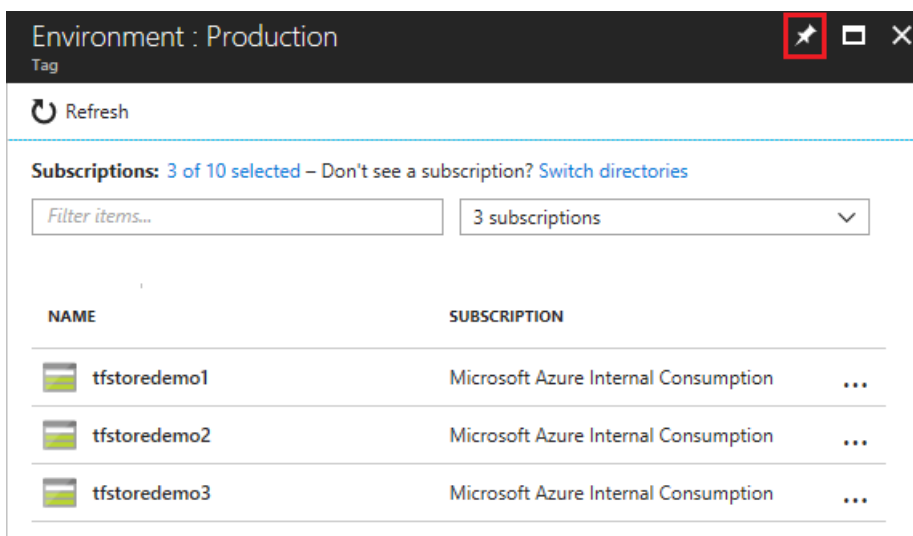 Environment : Production
Tag
Refresh
Subscriptions: 3 of 10 selected – Don't see a subscription? Switch directories
Filter items... 3 subscriptions
NAME SUBSCRIPTION
tfstoredemo1 Microsoft Azure Internal Consumption ...
tfstoredemo2 Microsoft Azure Internal Consumption ...
tfstoredemo3 Microsoft Azure Internal Consumption ...